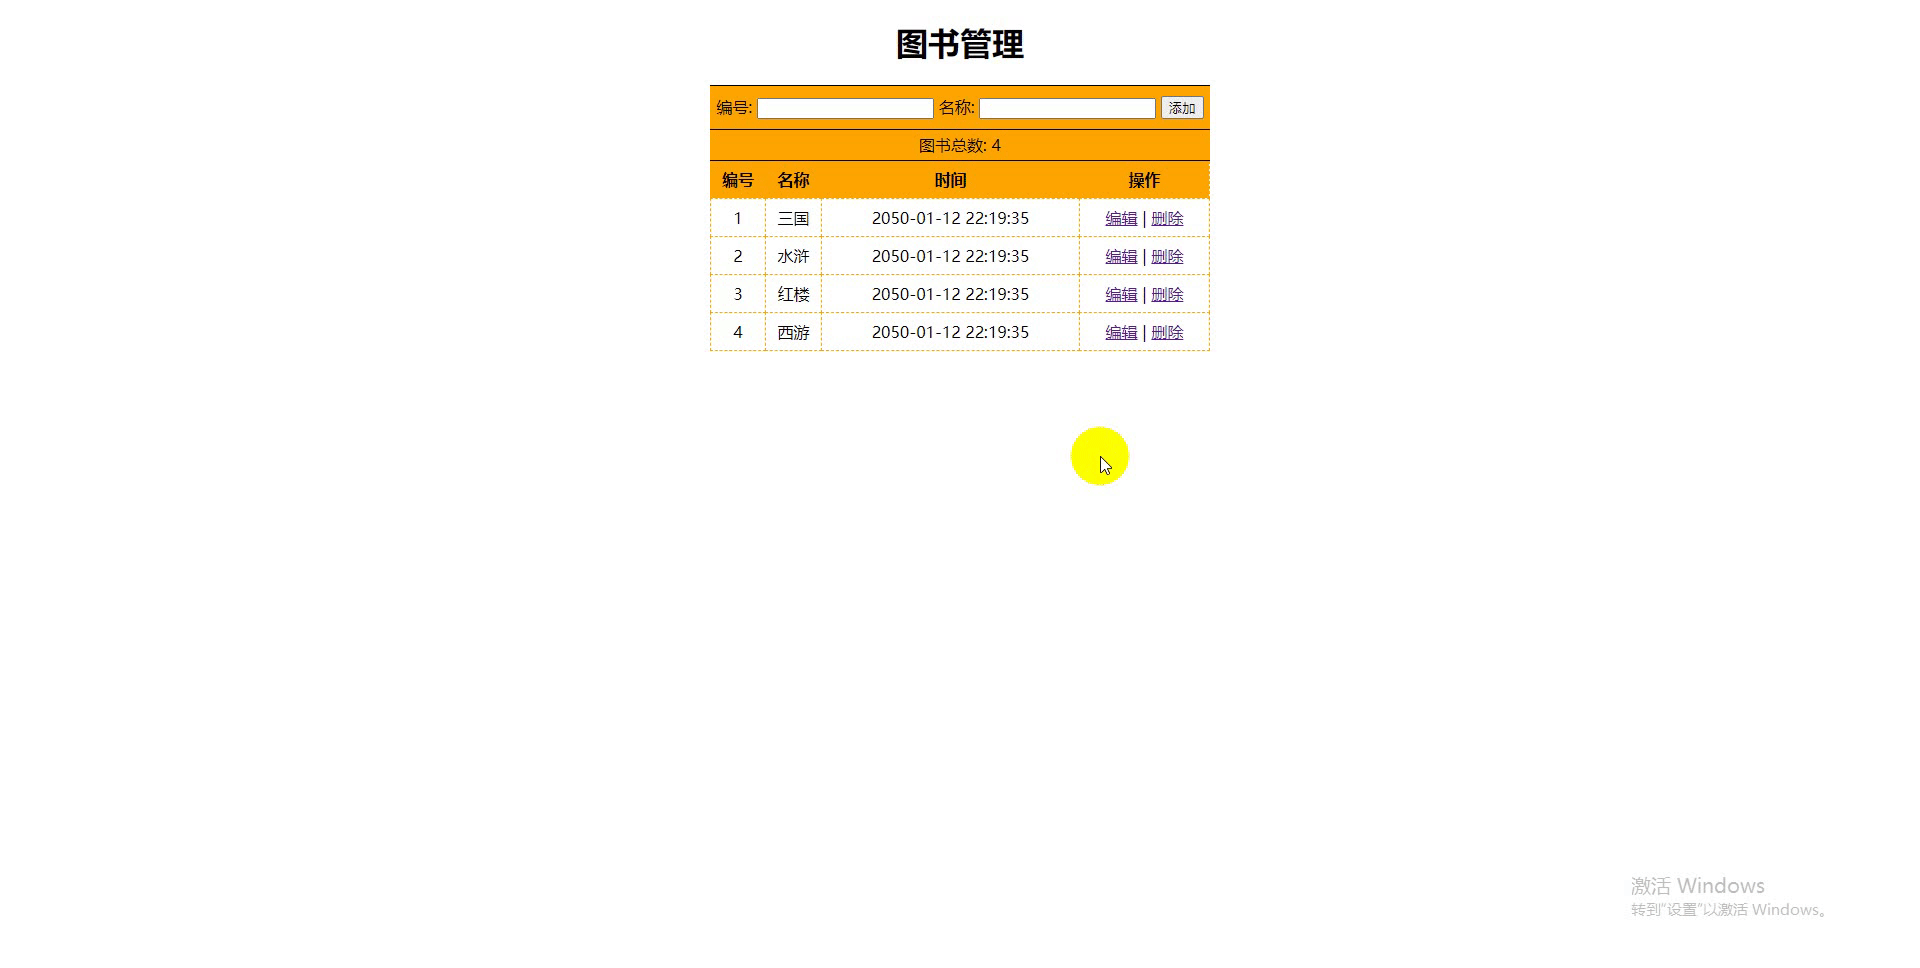 图书管理
编号: 名称: 添加
图书总数: 4
编号 名称 时间 操作
1 三国 2050-01-12 22:19:35 编辑 | 删除
2 水浒 2050-01-12 22:19:35 编辑 | 删除
3 红楼 2050-01-12 22:19:35 编辑 | 删除
4 西游 2050-01-12 22:19:35 编辑 | 删除
激活 Windows
转到"设置"以激活 Windows。